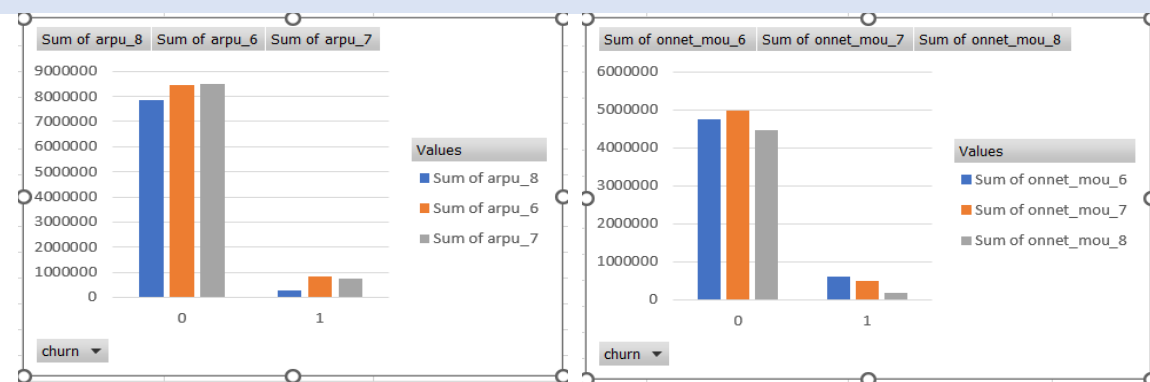 Sum of arpu_8 Sum of arpu_6 Sum of arpu_7
9000000
8000000
7000000
6000000
5000000
4000000
3000000
2000000
1000000
0
0 1
Values
Sum of arpu_8
Sum of arpu_6
Sum of arpu_7
churn
Sum of onnet_mou_6 Sum of onnet_mou_7 Sum of onnet_mou_8
6000000
5000000
4000000
3000000
2000000
1000000
0
0 1
Values
Sum of onnet_mou_6
Sum of onnet_mou_7
Sum of onnet_mou_8
churn